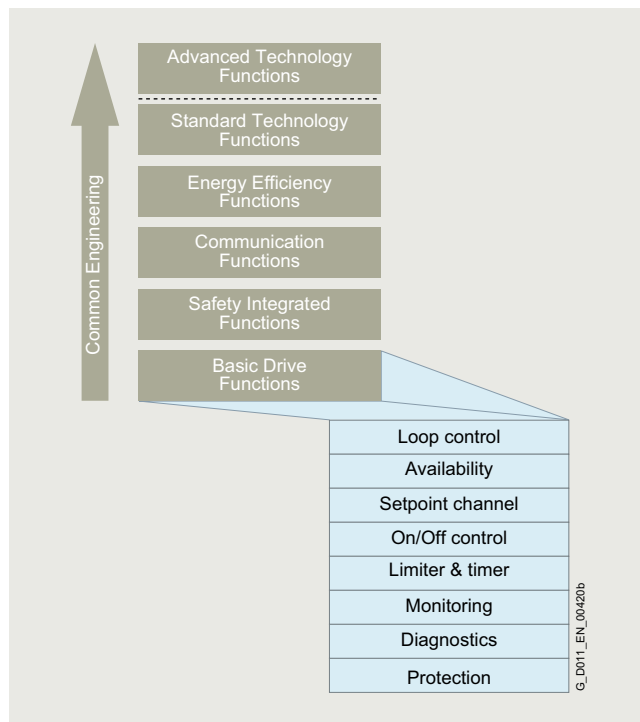 Advanced Technology
Functions
Standard Technology
Functions
Energy Efficiency
Functions
Communication
Functions
Safety Integrated
Functions
Basic Drive
Functions
Common Engineering
Loop control
Availability
Setpoint channel
On/Off control
Limiter & timer
Monitoring
Diagnostics
Protection
G_D011_EN_00420b